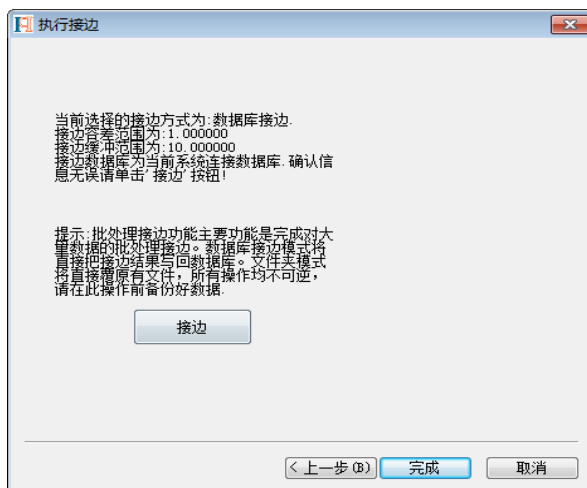 执行接边
当前选择的接边方式为:数据库接边.
接边容差范围为:1.000000
接边缓冲范围为:10.000000
接边数据库为当前系统连接数据库.确认信
息无误请单击'接边'按钮!
提示:批处理接边功能主要功能是完成对大
量数据的批处理接边。数据库接边模式将
直接把接边结果写回数据库。文件夹模式
将直接覆原有文件，所有操作均不可逆，
请在此操作前备份好数据.
接边
< 上一步(B)
完成
取消